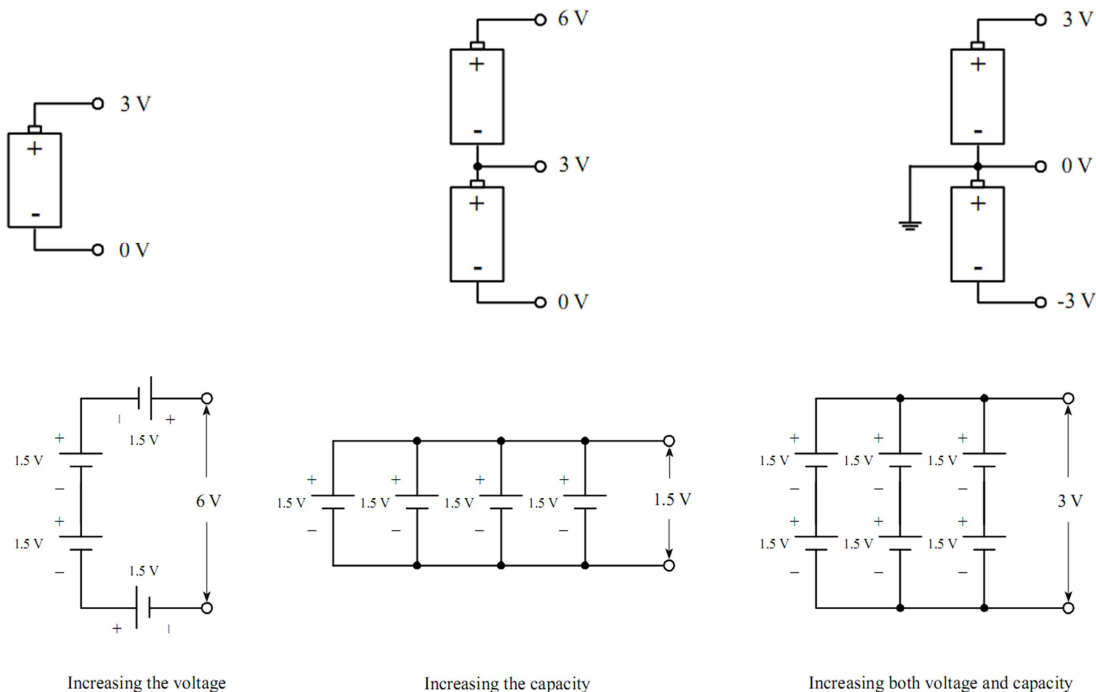 6 V
3 V
3 V
+
+
+
-
-
3 V
3 V
0 V
+
+
+
-
-
-
0 V
0 V
-3 V
– +
1.5 V
+
1.5 V
–
+
1.5 V
–
1.5 V
+ –
6 V
+ + + +
1.5 V 1.5 V 1.5 V 1.5 V
– – – –
1.5 V
+ + +
1.5 V 1.5 V 1.5 V
– – –
+ + +
1.5 V 1.5 V 1.5 V
– – –
3 V
Increasing the voltage
Increasing the capacity
Increasing both voltage and capacity